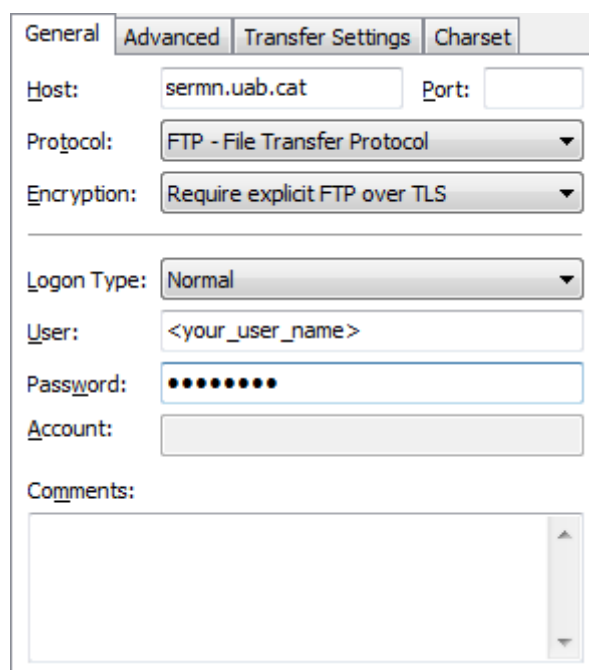 General Advanced Transfer Settings Charset
Host: sermn.uab.cat Port:
Protocol: FTP - File Transfer Protocol
Encryption: Require explicit FTP over TLS
Logon Type: Normal
User: <your_user_name>
Password: ●●●●●●●●
Account:
Comments: